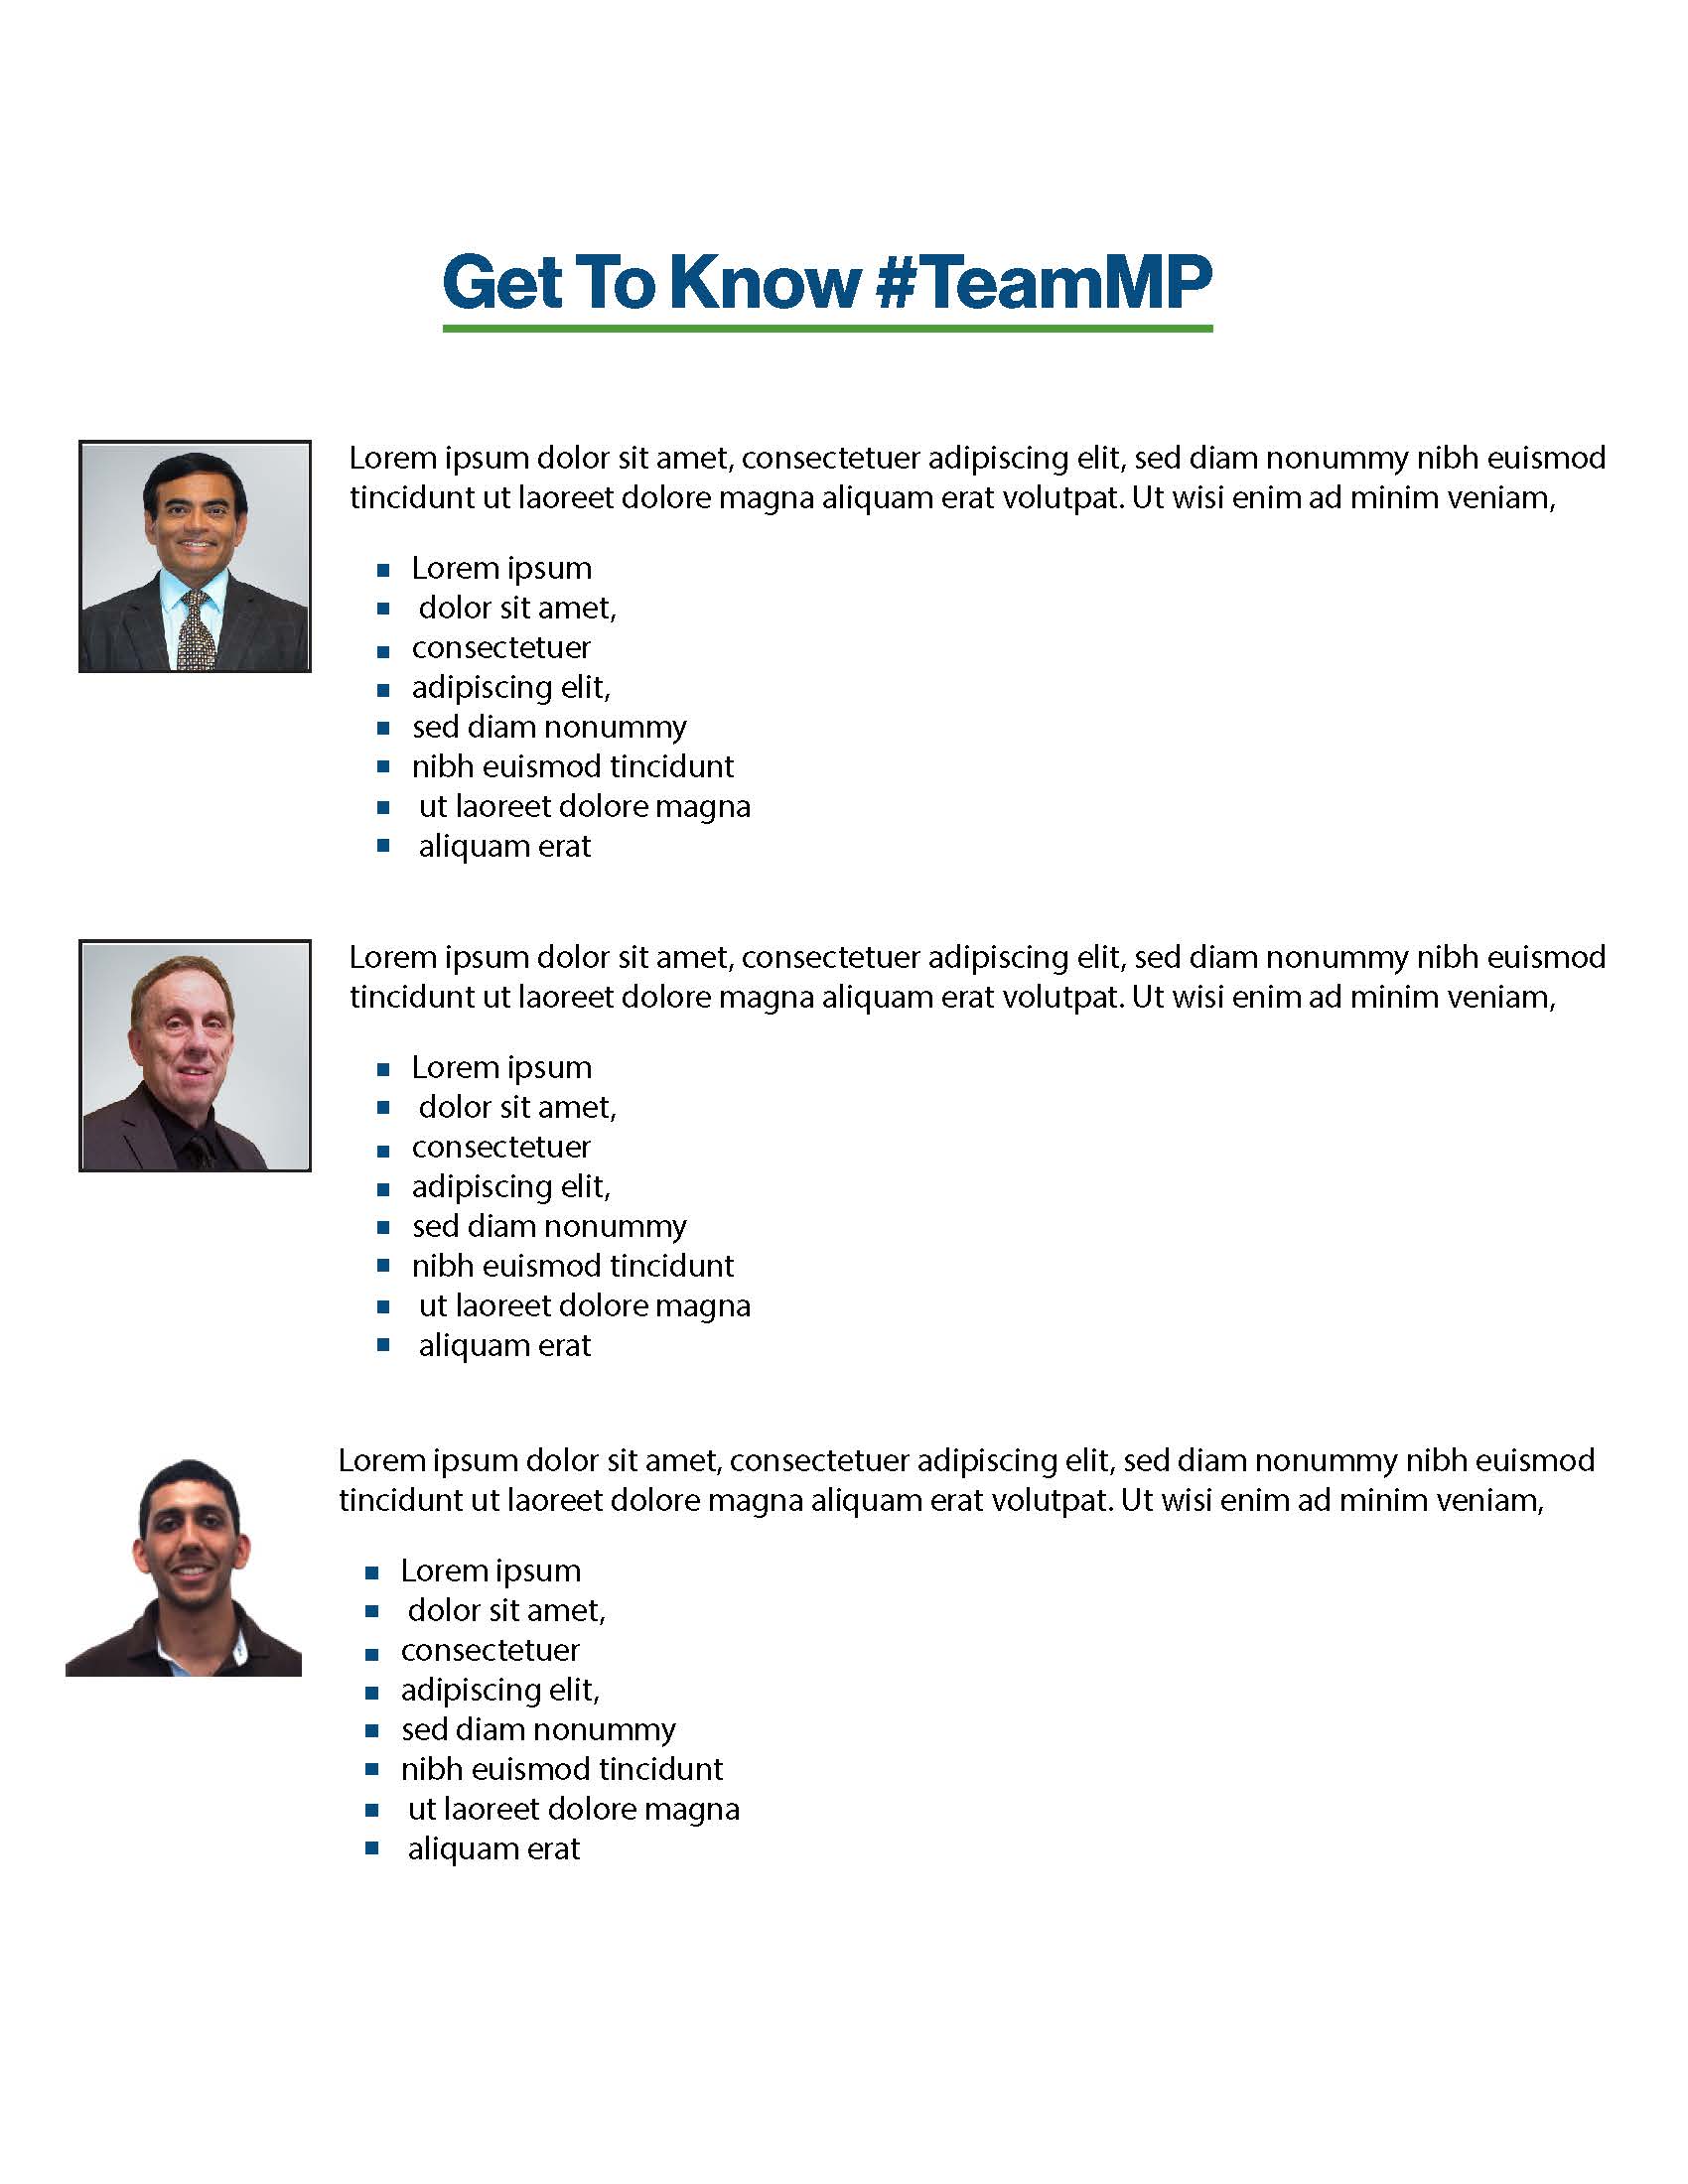 Get To Know #TeamMP
Lorem ipsum dolor sit amet, consectetuer adipiscing elit, sed diam nonummy nibh euismod
tincidunt ut laoreet dolore magna aliquam erat volutpat. Ut wisi enim ad minim veniam,
Lorem ipsum
dolor sit amet,
consectetuer
adipiscing elit,
sed diam nonummy
nibh euismod tincidunt
ut laoreet dolore magna
aliquam erat
Lorem ipsum dolor sit amet, consectetuer adipiscing elit, sed diam nonummy nibh euismod
tincidunt ut laoreet dolore magna aliquam erat volutpat. Ut wisi enim ad minim veniam,
Lorem ipsum
dolor sit amet,
consectetuer
adipiscing elit,
sed diam nonummy
nibh euismod tincidunt
ut laoreet dolore magna
aliquam erat
Lorem ipsum dolor sit amet, consectetuer adipiscing elit, sed diam nonummy nibh euismod
tincidunt ut laoreet dolore magna aliquam erat volutpat. Ut wisi enim ad minim veniam,
Lorem ipsum
dolor sit amet,
consectetuer
adipiscing elit,
sed diam nonummy
nibh euismod tincidunt
ut laoreet dolore magna
aliquam erat